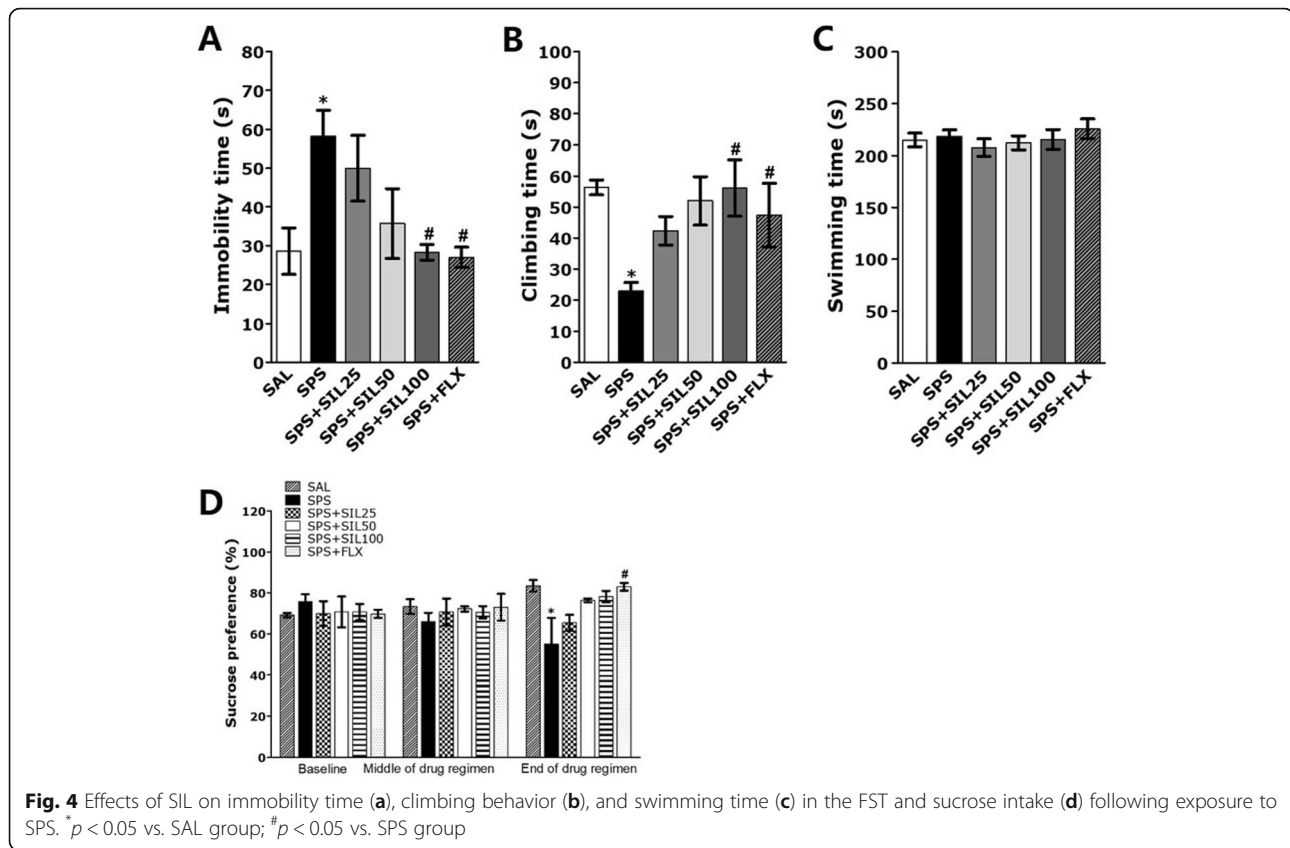 A
Immobility time (s)
80
70
60
50
40
30
20
10
0
*
#
#
SAL
SPS
SPS+SIL25
SPS+SIL50
SPS+SIL100
SPS+FLX
B
Climbing time (s)
100
90
80
70
60
50
40
30
20
10
0
*
#
#
SAL
SPS
SPS+SIL25
SPS+SIL50
SPS+SIL100
SPS+FLX
C
Swimming time (s)
300
250
200
150
100
50
0
SAL
SPS
SPS+SIL25
SPS+SIL50
SPS+SIL100
SPS+FLX
D
SAL
SPS
SPS+SIL25
SPS+SIL50
SPS+SIL100
SPS+FLX
Sucrose preference (%)
120
100
80
60
40
20
0
*
#
Baseline
Middle of drug regimen
End of drug regimen
Fig. 4 Effects of SIL on immobility time (a), climbing behavior (b), and swimming time (c) in the FST and sucrose intake (d) following exposure to
SPS. *p < 0.05 vs. SAL group; #p < 0.05 vs. SPS group